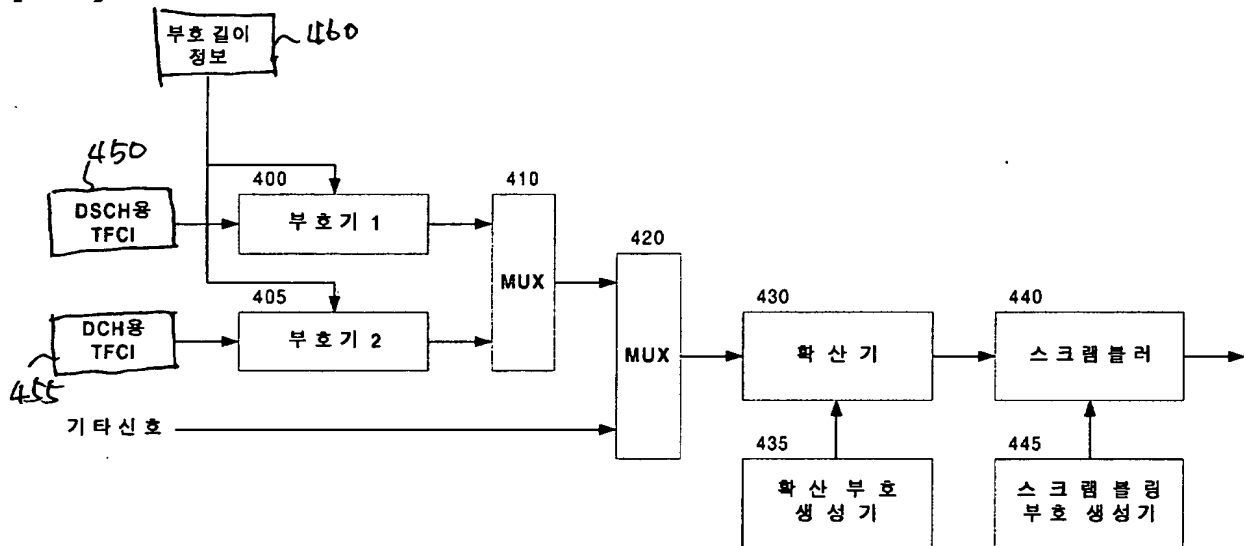 부호 길이
정보
460
450
DSCH용
TFCI
400
부호기 1
410
MUX
420
MUX
DCH용
TFCI
455
405
부호기 2
430
확산기
440
스크램블러
기타신호
435
확산 부호
생성기
445
스크램블링
부호 생성기